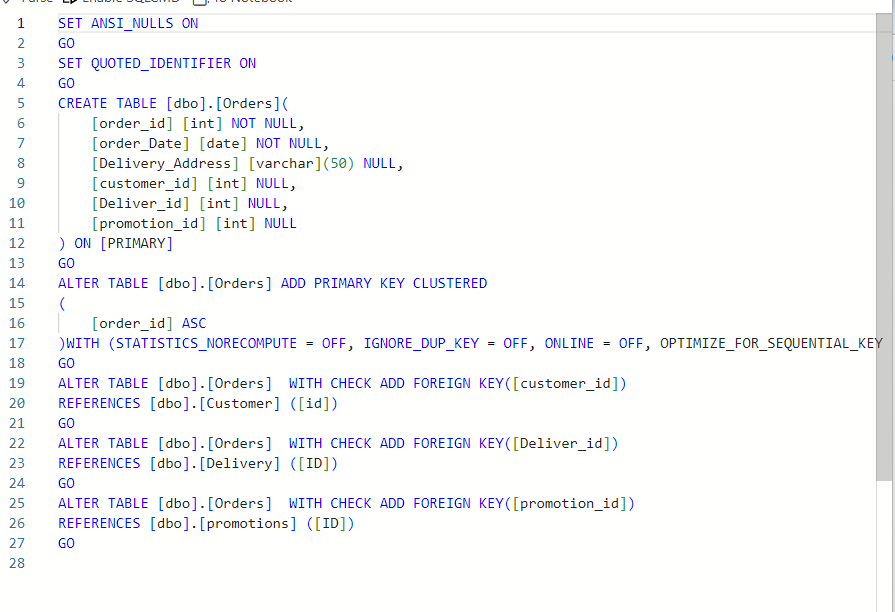 1 SET ANSI_NULLS ON
2 GO
3 SET QUOTED_IDENTIFIER ON
4 GO
5 CREATE TABLE [dbo].[Orders](
6 [order_id] [int] NOT NULL,
7 [order_Date] [date] NOT NULL,
8 [Delivery_Address] [varchar](50) NULL,
9 [customer_id] [int] NULL,
10 [Deliver_id] [int] NULL,
11 [promotion_id] [int] NULL
12 ) ON [PRIMARY]
13 GO
14 ALTER TABLE [dbo].[Orders] ADD PRIMARY KEY CLUSTERED
15 (
16 [order_id] ASC
17 )WITH (STATISTICS_NORECOMPUTE = OFF, IGNORE_DUP_KEY = OFF, ONLINE = OFF, OPTIMIZE_FOR_SEQUENTIAL_KEY
18 GO
19 ALTER TABLE [dbo].[Orders]  WITH CHECK ADD FOREIGN KEY([customer_id])
20 REFERENCES [dbo].[Customer] ([id])
21 GO
22 ALTER TABLE [dbo].[Orders]  WITH CHECK ADD FOREIGN KEY([Deliver_id])
23 REFERENCES [dbo].[Delivery] ([ID])
24 GO
25 ALTER TABLE [dbo].[Orders]  WITH CHECK ADD FOREIGN KEY([promotion_id])
26 REFERENCES [dbo].[promotions] ([ID])
27 GO
28